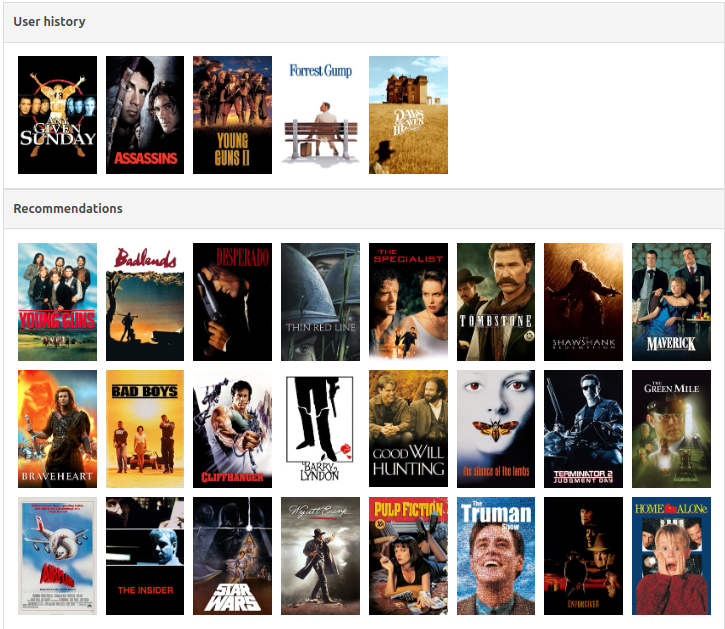 User history
ANY
GIVEN
SUNDAY
ASSASSINS
YOUNG
GUNS II
Forrest Gump
DAYS
OF
HEAVEN
Recommendations
YOUNG GUNS
Badlands
DESPERADO
THIN RED LINE
THE
SPECIALIST
TOMBSTONE
SHAWSHANK
REDEMPTION
MAVERICK
BRAVEHEART
BAD BOYS
CLIFFHANGER
BARRY
LYNDON
GOOD WILL
HUNTING
the silence of the lambs
TERMINATOR 2
JUDGMENT DAY
THE
GREEN MILE
THE INSIDER
STAR
WARS
Wyatt Earp
PULP FICTION
The
Truman
Show
UNFORGIVEN
HOME ALONe